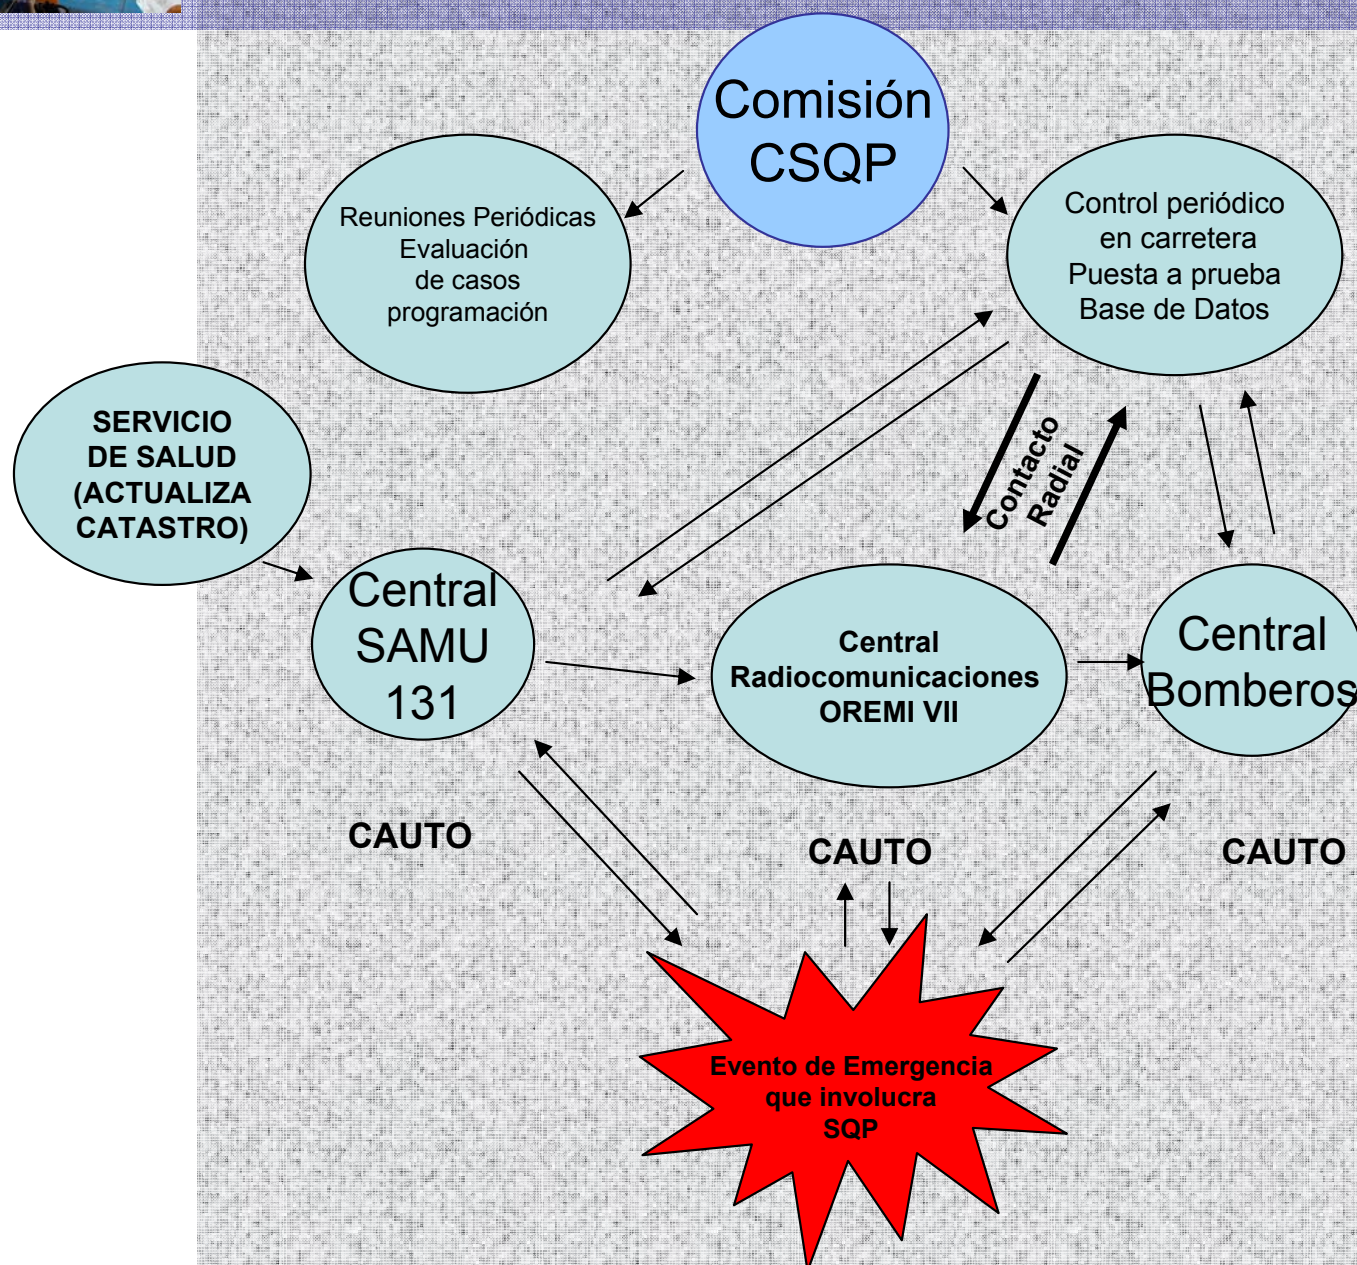 Comisión
CSQP
Reuniones Periódicas
Evaluación
de casos
programación
Control periódico
en carretera
Puesta a prueba
Base de Datos
SERVICIO
DE SALUD
(ACTUALIZA
CATASTRO)
Contacto
Radial
Central
SAMU
131
Central
Radiocomunicaciones
OREMI VII
Central
Bomberos
CAUTO
CAUTO
CAUTO
Evento de Emergencia
que involucra
SQP